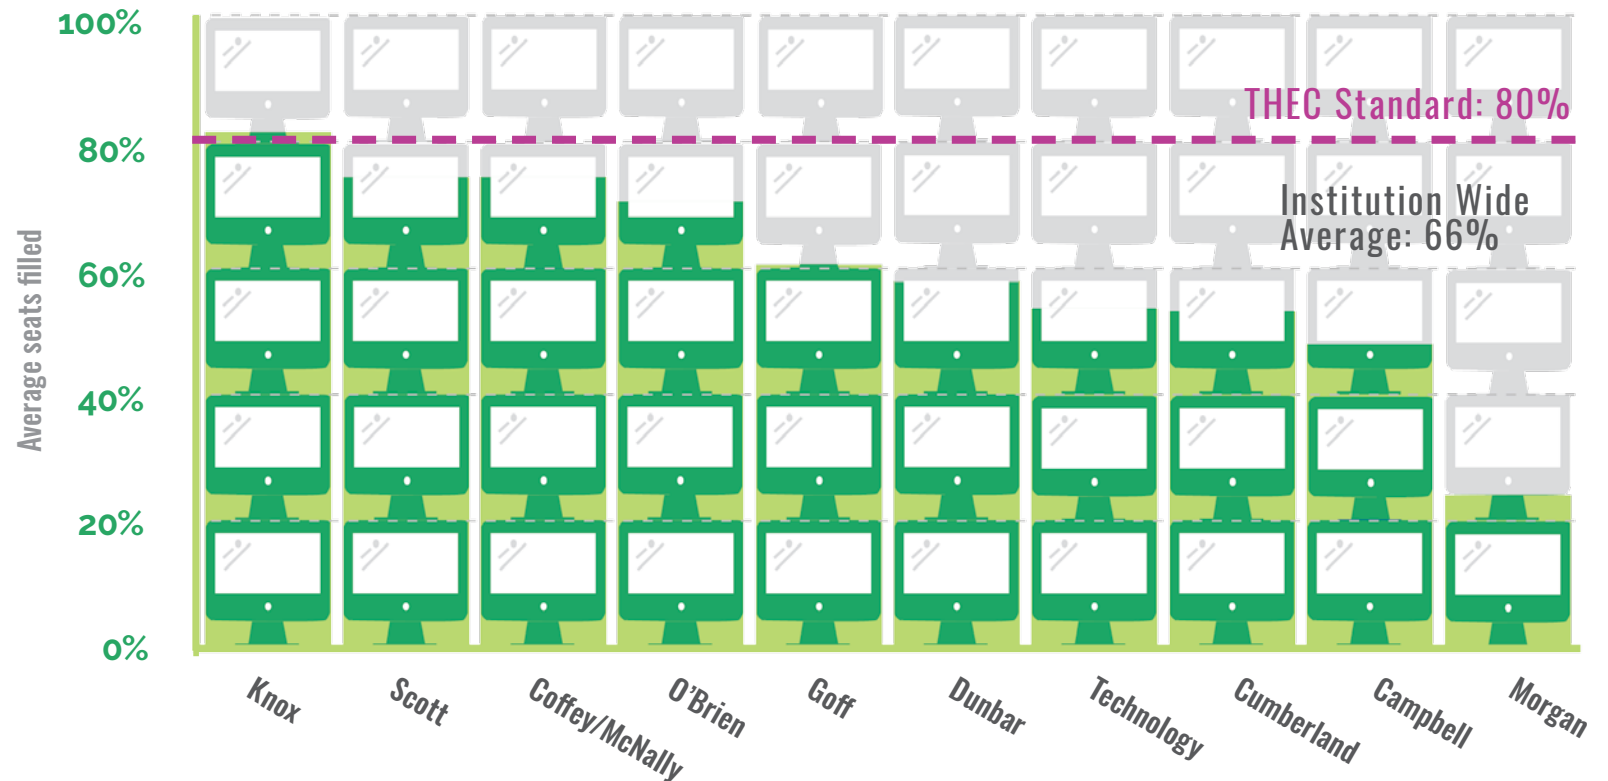 100%
80%
60%
40%
20%
0%
Average seats filled
THEC Standard: 80%
Institution Wide
Average: 66%
Knox
Scott
Coffey/McNally
O'Brien
Goff
Dunbar
Technology
Cumberland
Campbell
Morgan